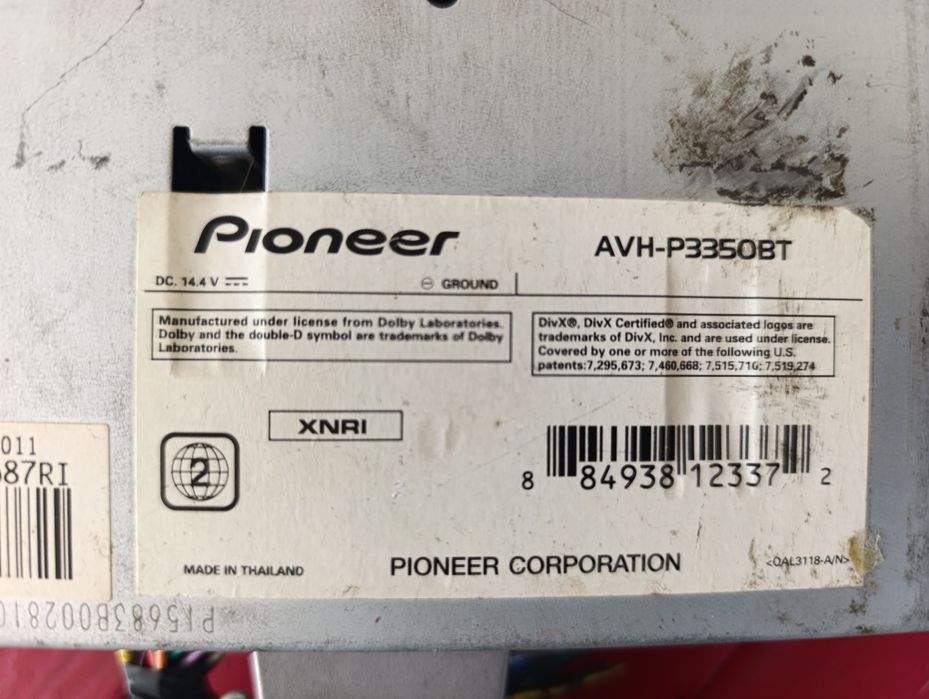 Pioneer
AVH-P3350BT
DC. 14.4 V
⊖ GROUND
Manufactured under license from Dolby Laboratories.
Dolby and the double-D symbol are trademarks of Dolby
Laboratories.
DivX®, DivX Certified® and associated logos are
trademarks of DivX, Inc. and are used under license.
Covered by one or more of the following U.S.
patents:7,295,673; 7,460,668; 7,515,710; 7,519,274
XNRI
2
8 84938 12337 2
MADE IN THAILAND
PIONEER CORPORATION
<QAL3118-A/N>
011
87RI